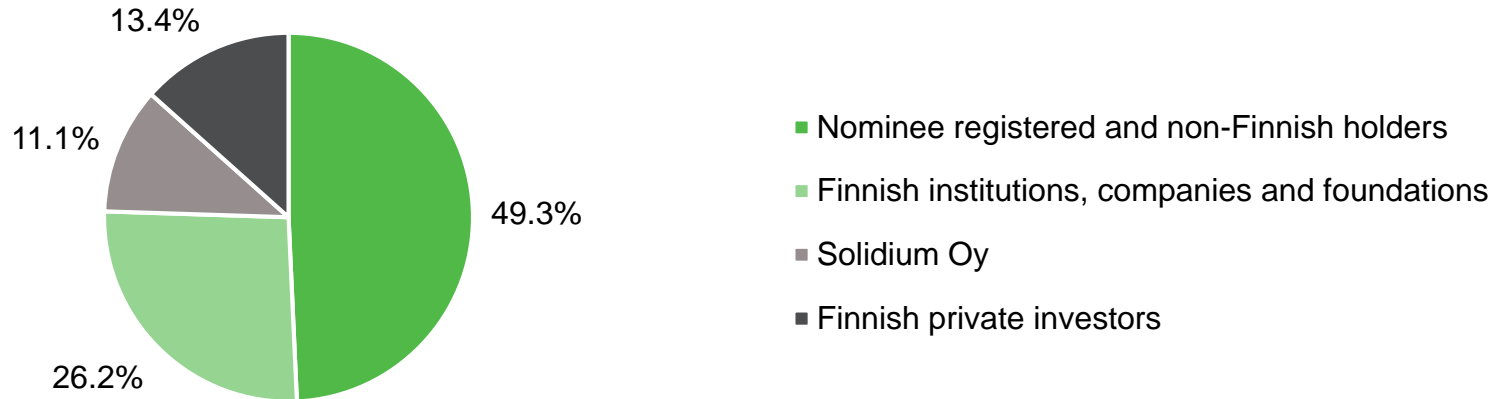 13.4%
11.1%
49.3%
26.2%
Nominee registered and non-Finnish holders
Finnish institutions, companies and foundations
Solidium Oy
Finnish private investors